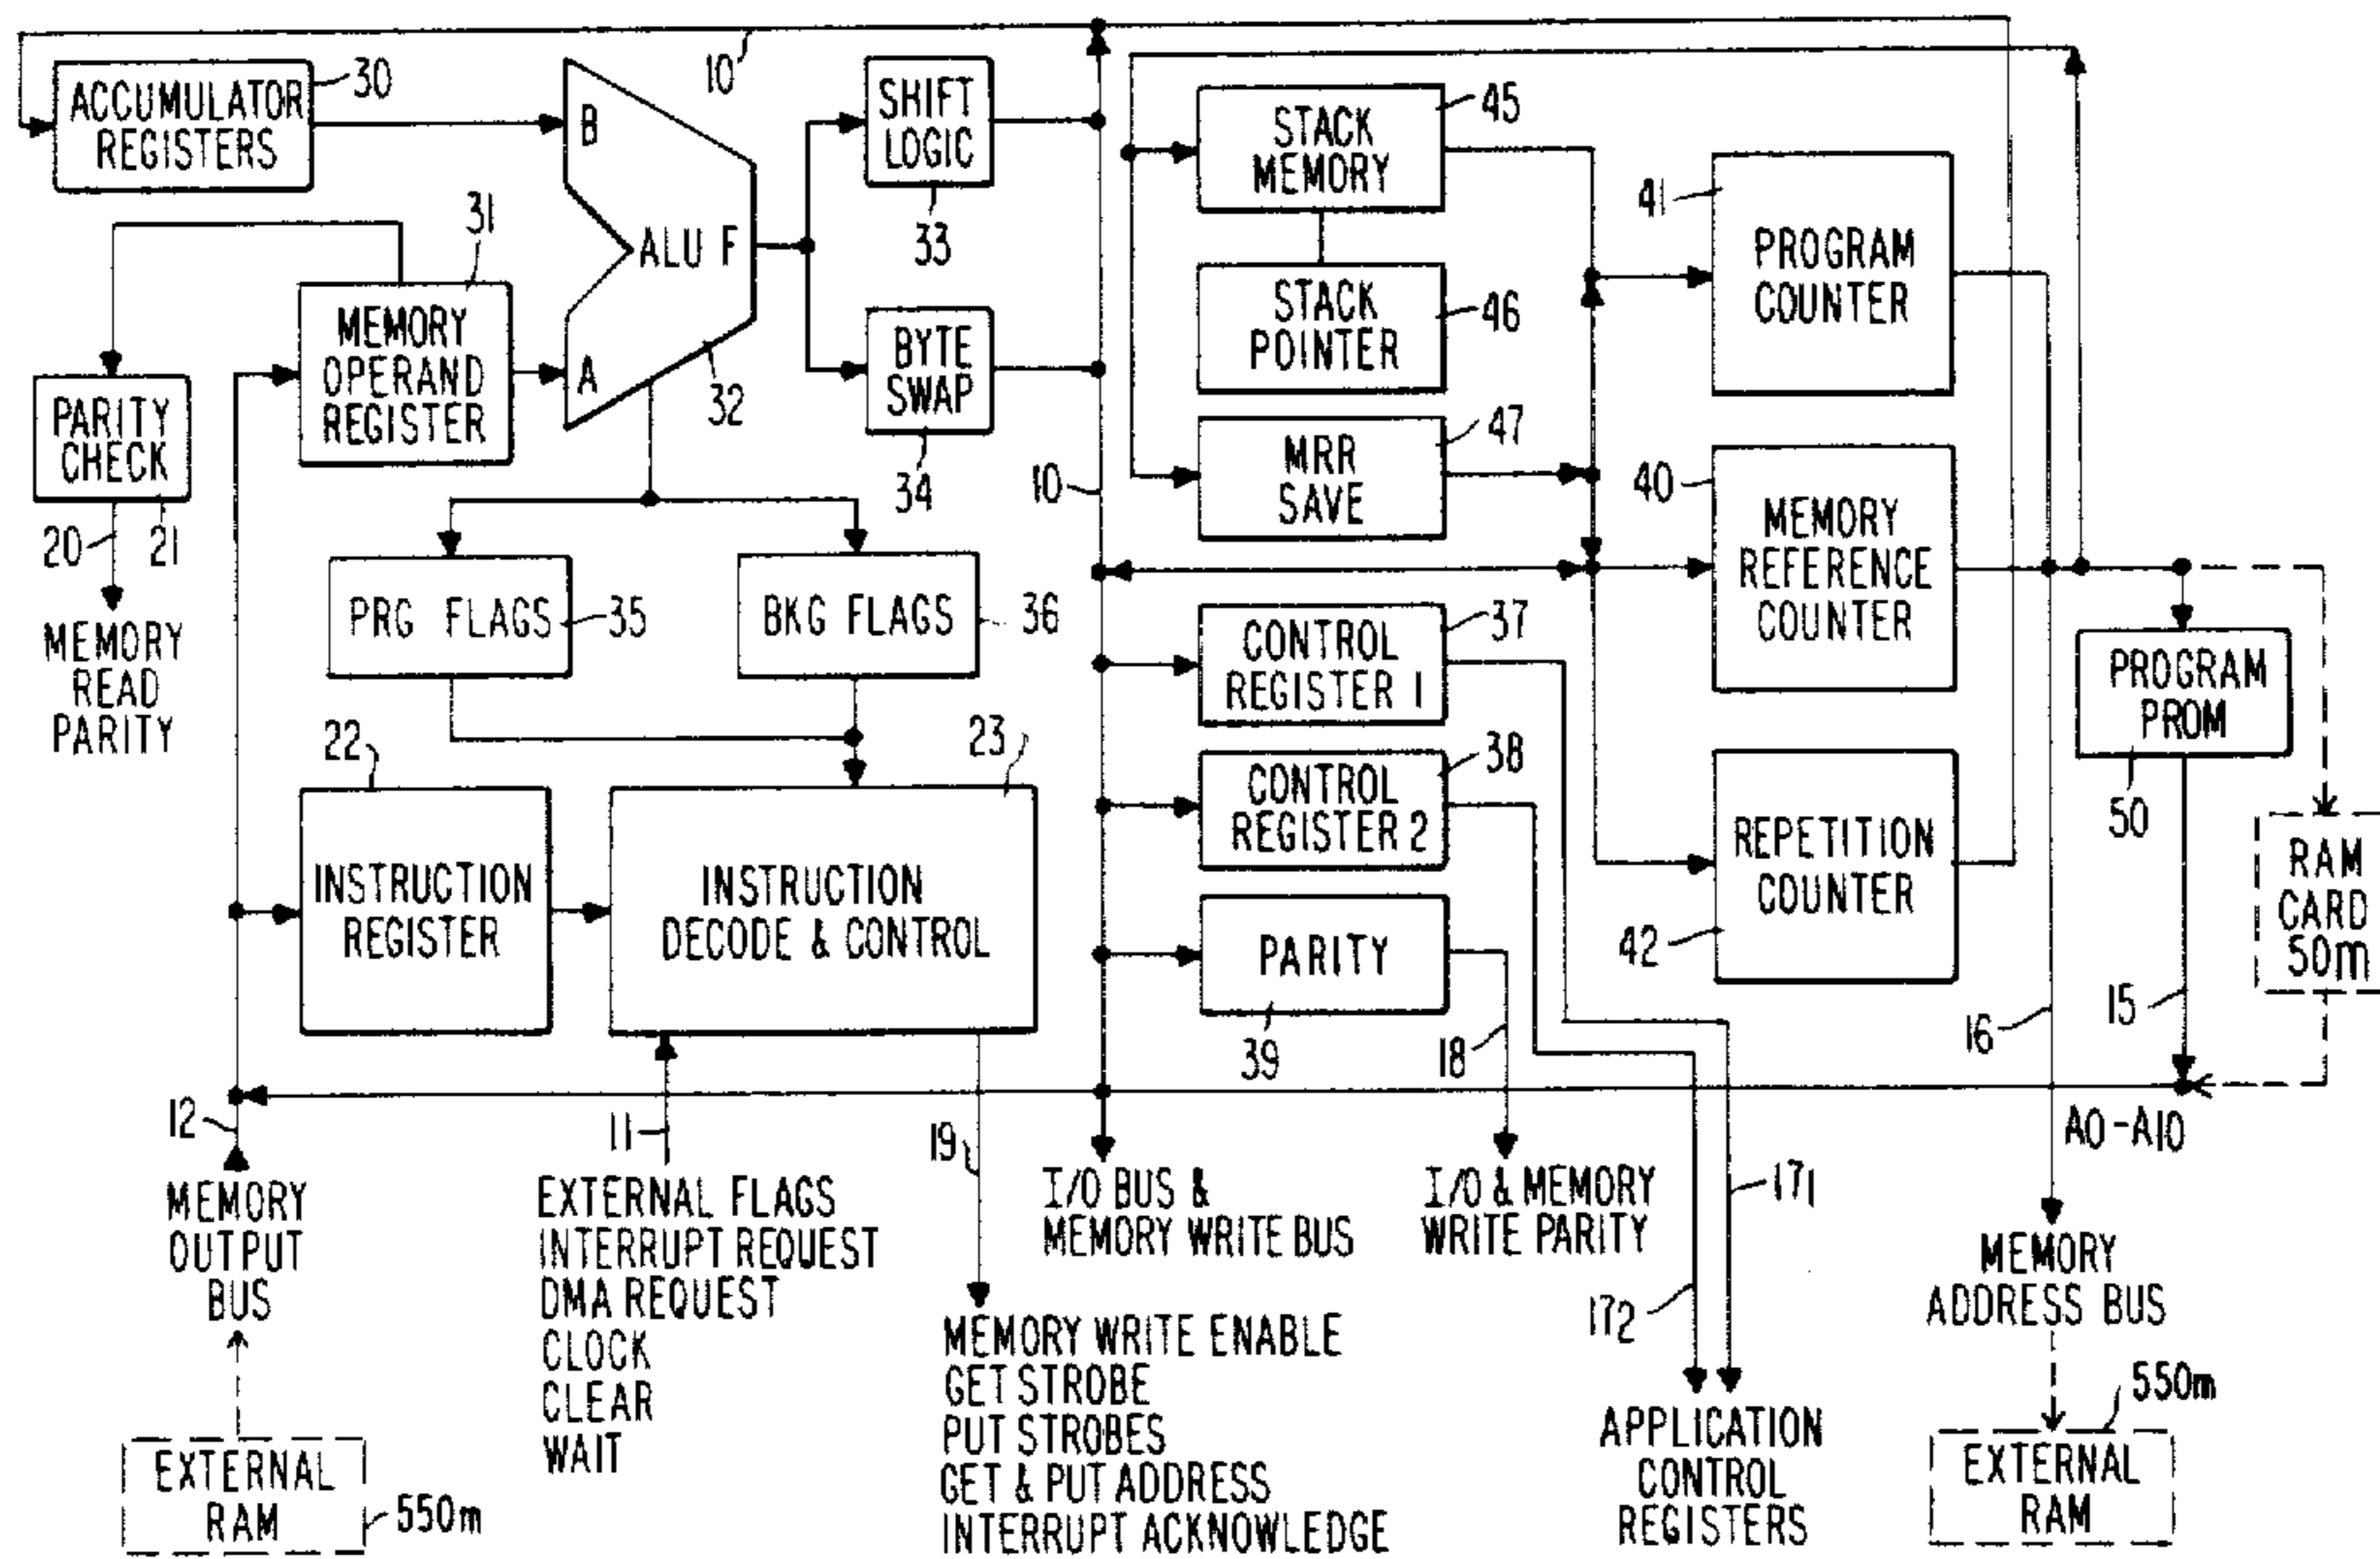 10
ACCUMULATOR
REGISTERS
30
B
ALU F
A
32
SHIFT
LOGIC
33
BYTE
SWAP
34
31
MEMORY
OPERAND
REGISTER
PARITY
CHECK
20
21
MEMORY
READ
PARITY
PRG FLAGS
35
BKG FLAGS
36
22
INSTRUCTION
REGISTER
23
INSTRUCTION
DECODE & CONTROL
10
STACK
MEMORY
45
STACK
POINTER
46
MRR
SAVE
47
CONTROL
REGISTER 1
37
CONTROL
REGISTER 2
38
PARITY
39
41
PROGRAM
COUNTER
40
MEMORY
REFERENCE
COUNTER
REPETITION
COUNTER
42
PROGRAM
PROM
50
RAM
CARD
50m
15
16
18
A0-A10
12
MEMORY
OUTPUT
BUS
EXTERNAL
RAM
550m
11
EXTERNAL FLAGS
INTERRUPT REQUEST
DMA REQUEST
CLOCK
CLEAR
WAIT
19
MEMORY WRITE ENABLE
GET STROBE
PUT STROBES
GET & PUT ADDRESS
INTERRUPT ACKNOWLEDGE
I/O BUS &
MEMORY WRITE BUS
I/O & MEMORY
WRITE PARITY
171
172
APPLICATION
CONTROL
REGISTERS
MEMORY
ADDRESS BUS
550m
EXTERNAL
RAM